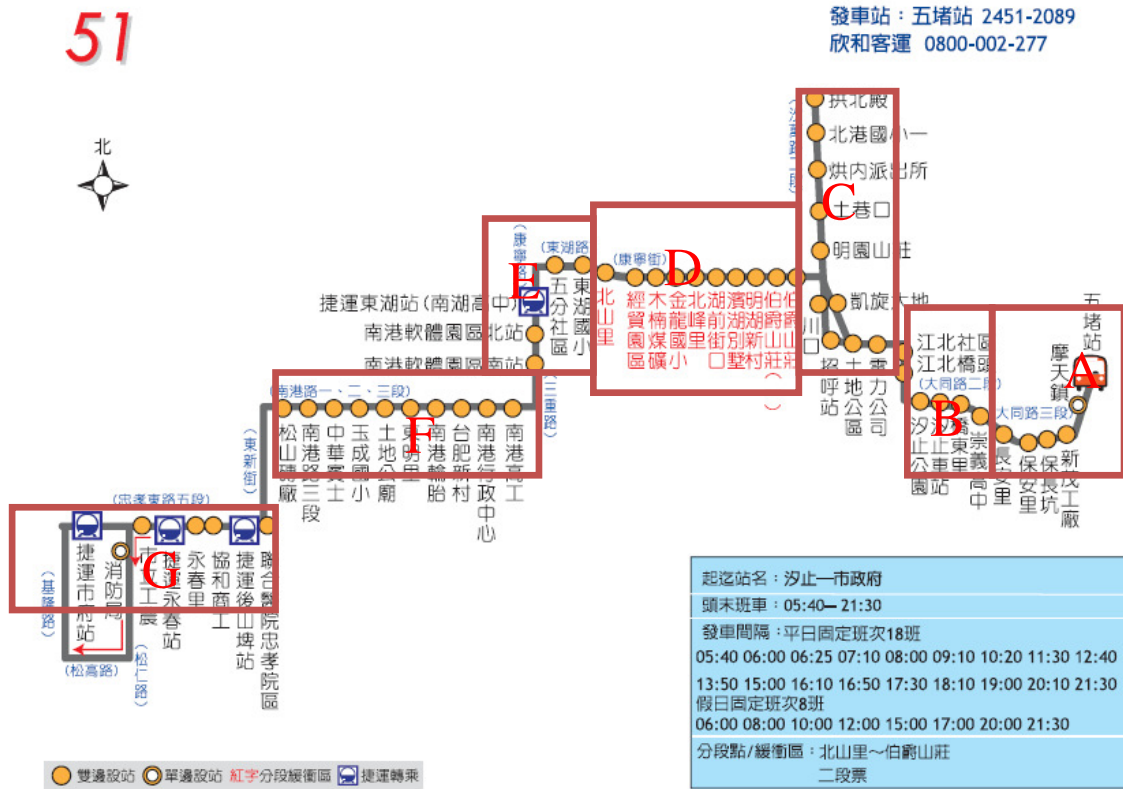 51
發車站：五堵站 2451-2089
欣和客運 0800-002-277
北
拱北殿
北港國小一
烘內派出所
土巷口
明園山莊
凱旋大地
川口
招呼站
土地公區
電力公司
C
(康寧路
(東湖路
(康寧街)
D
E
捷運東湖站(南湖高中)
南港軟體園區北站
南港軟體園區南站
五分社區
東湖國小
北山里
經貿園區
木楠煤礦
金龍國小
北峰里
湖前街口
濱湖別墅
明湖新村
伯爵山莊
伯爵山莊
五堵站
摩天鎮
A
江北社區
江北橋頭
(大同路二段)
B
大同路三段)
汐止公園
汐止車站
橋東里
崇義高中
長安里
保安里
保長坑
新茂工廠
(南港路一、二、三段)
(三重路)
F
松山磚廠
南港路三段
中華賓士
玉成國小
土地公廟
東明里
南港輪胎
台肥新村
南港行政中心
南港高工
(東新街)
(忠孝東路五段)
G
捷運市府站
消防局
市立工農
捷運永春站
永春里
協和商工
捷運後山埤站
聯合醫院忠孝院區
(基隆路)
(松高路)
(松仁路)
起迄站名：汐止—市政府
頭末班車：05:40— 21:30
發車間隔：平日固定班次18班
05:40 06:00 06:25 07:10 08:00 09:10 10:20 11:30 12:40
13:50 15:00 16:10 16:50 17:30 18:10 19:00 20:10 21:30
假日固定班次8班
06:00 08:00 10:00 12:00 15:00 17:00 20:00 21:30
分段點/緩衝區：北山里～伯爵山莊
二段票
雙邊設站 單邊設站 紅字分段緩衝區 捷運轉乘